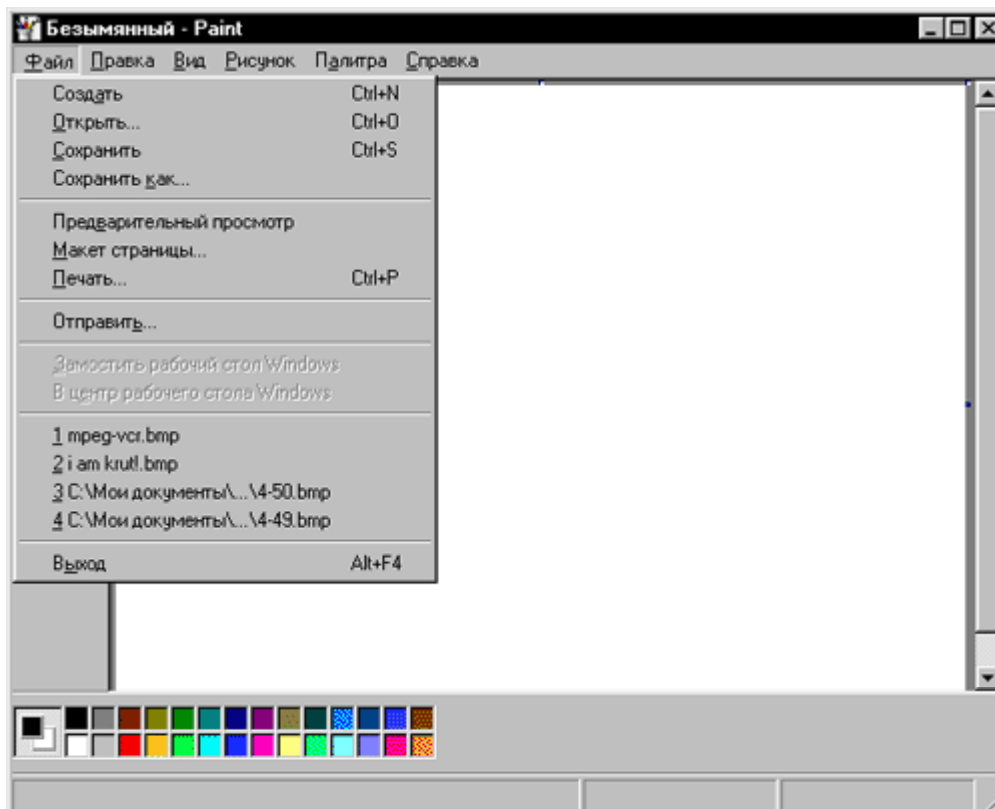 Безымянный - Paint
Файл Правка Вид Рисунок Палитра Справка
Создать Ctrl+N
Открыть... Ctrl+O
Сохранить Ctrl+S
Сохранить как...
Предварительный просмотр
Макет страницы...
Печать... Ctrl+P
Отправить...
Замостить рабочий стол Windows
В центр рабочего стола Windows
1 mpeg-vcr.bmp
2 i am krut!.bmp
3 C:\Мои документы\...\4-50.bmp
4 C:\Мои документы\...\4-49.bmp
Выход Alt+F4